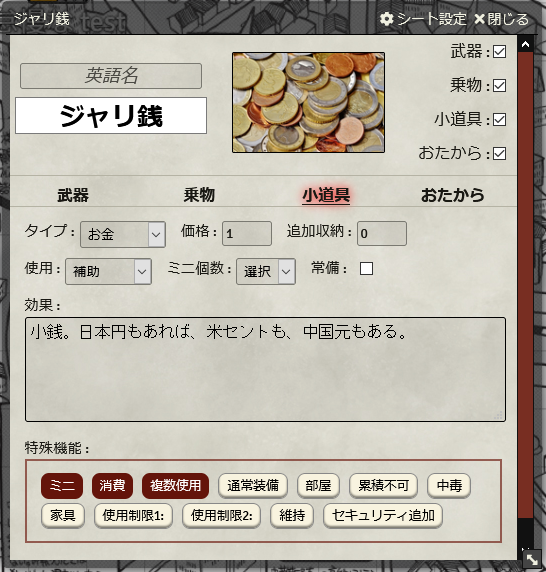 ジャリ銭 シート設定 閉じる
test
武器:
英語名
乗物:
ジャリ銭
小道具:
おたから:
武器 乗物 小道具 おたから
タイプ: お金 価格: 1 追加収納: 0
使用: 補助 ミニ個数: 選択 常備:
効果:
小銭。日本円もあれば、米セントも、中国元もある。
特殊機能:
ミニ 消費 複数使用 通常装備 部屋 累積不可 中毒
家具 使用制限1: 使用制限2: 維持 セキュリティ追加